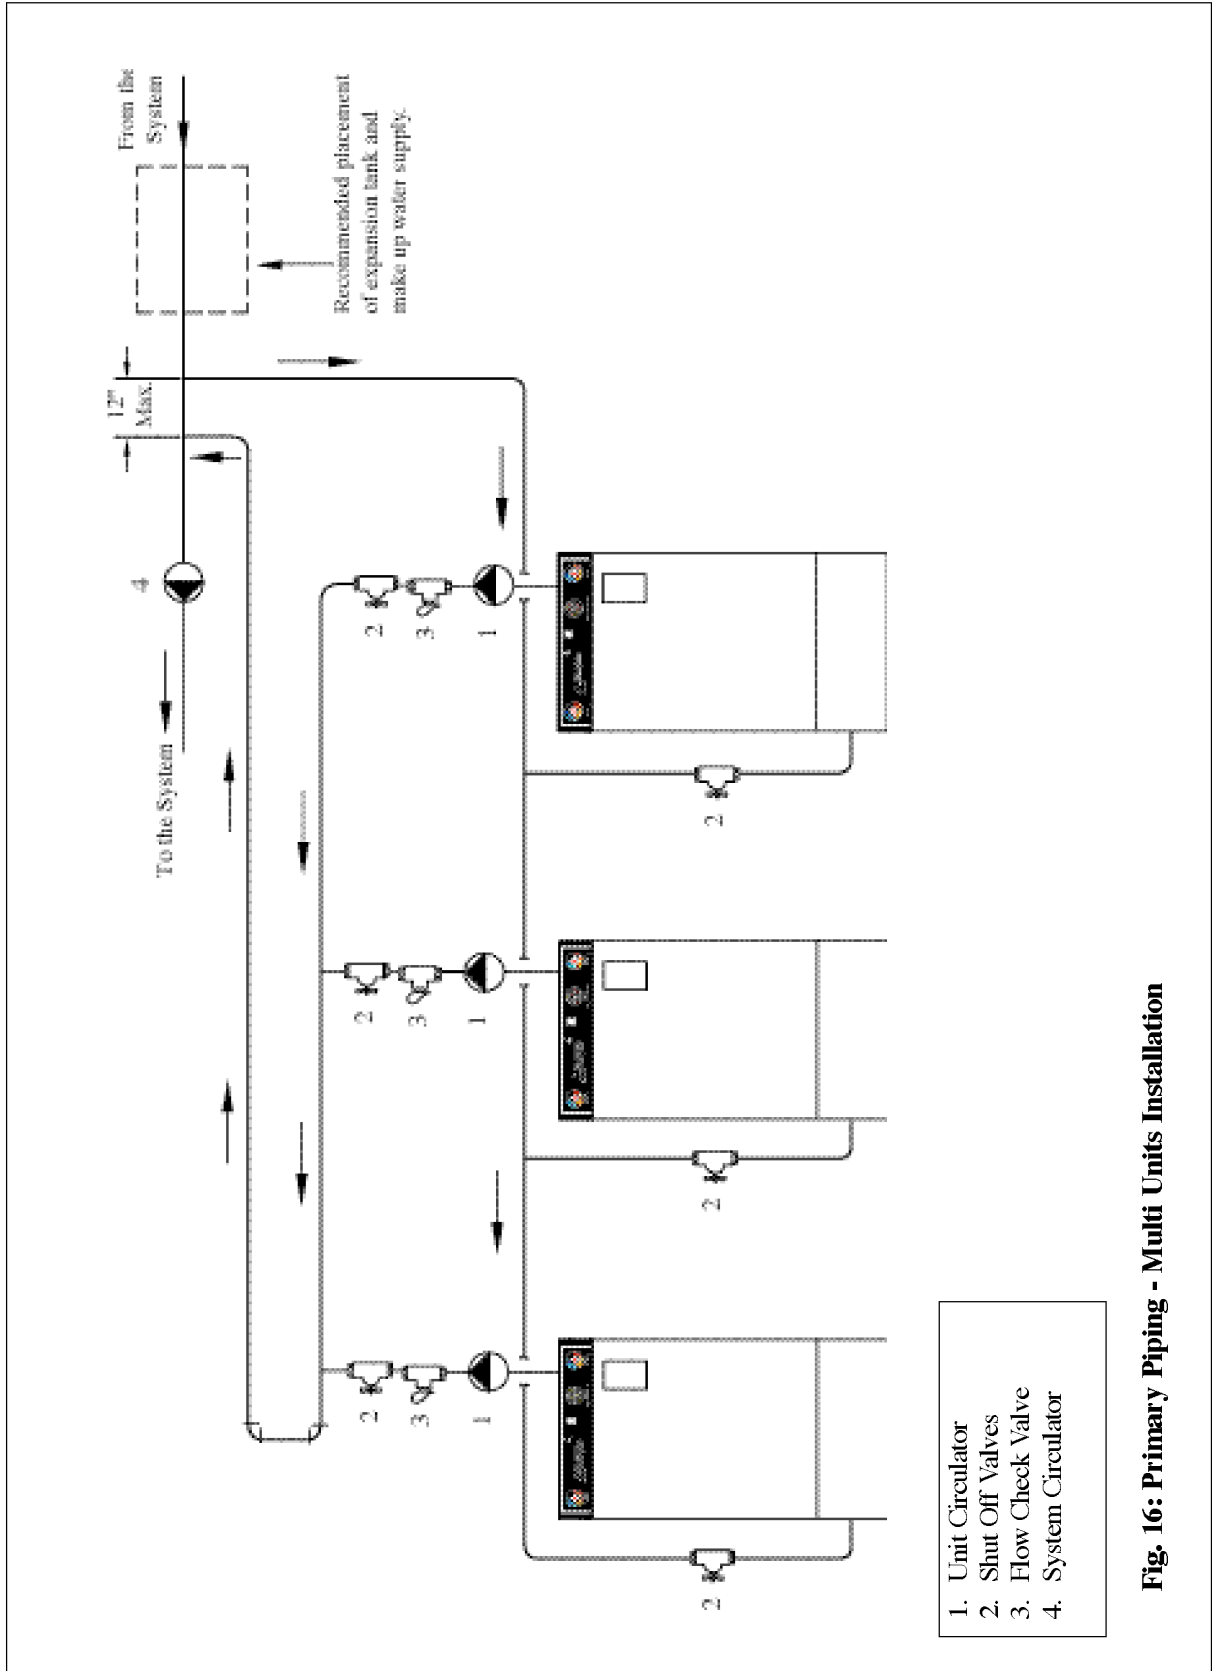 From the
System
12"
Max.
Recommended placement
of expansion tank and
make up water supply.
4
To the System
2
3
1
2
3
1
2
3
1
2
2
2
1. Unit Circulator
2. Shut Off Valves
3. Flow Check Valve
4. System Circulator
Fig. 16: Primary Piping - Multi Units Installation